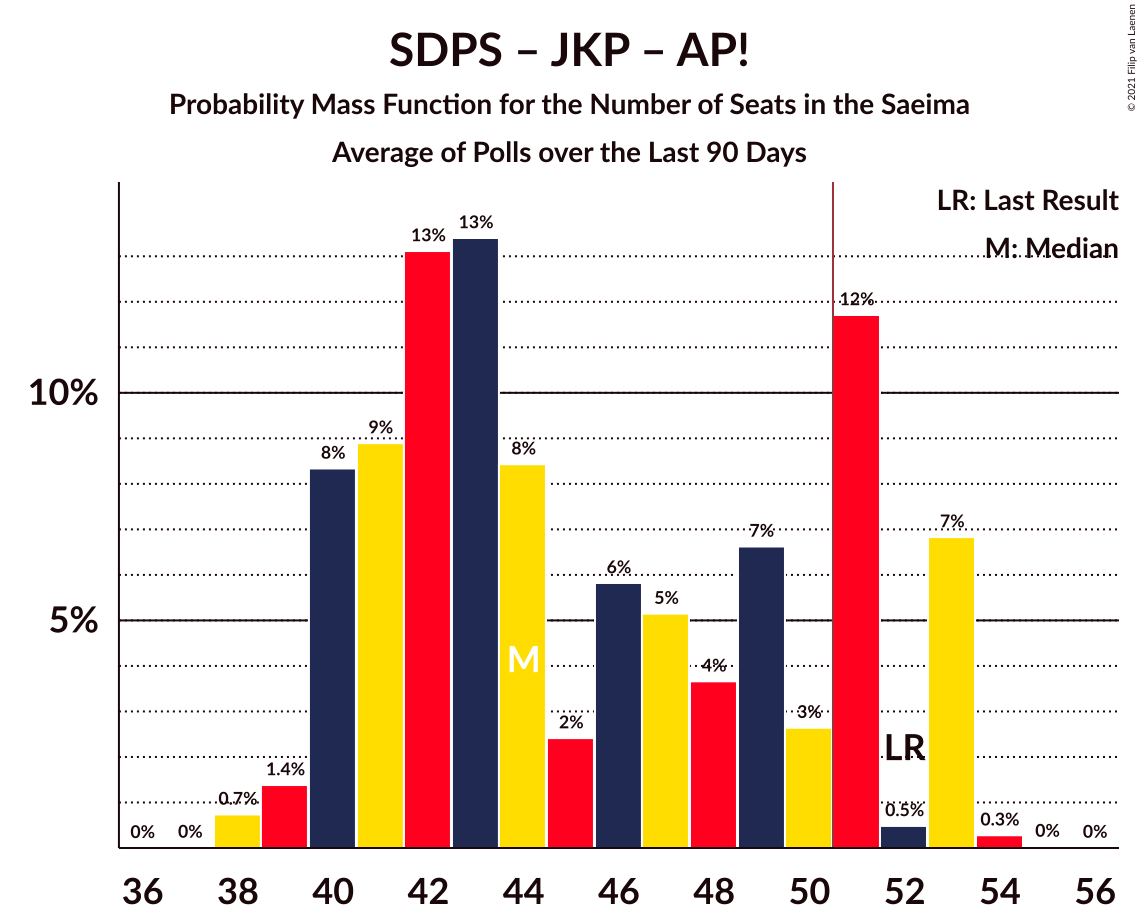 SDPS – JKP – AP!
Probability Mass Function for the Number of Seats in the Saeima
Average of Polls over the Last 90 Days
© 2021 Filip van Laenen
LR: Last Result
M: Median
10%
5%
0%
0%
0.7%
1.4%
8%
9%
13%
13%
8%
2%
6%
5%
4%
7%
3%
12%
0.5%
7%
0.3%
0%
0%
M
LR
36 38 40 42 44 46 48 50 52 54 56